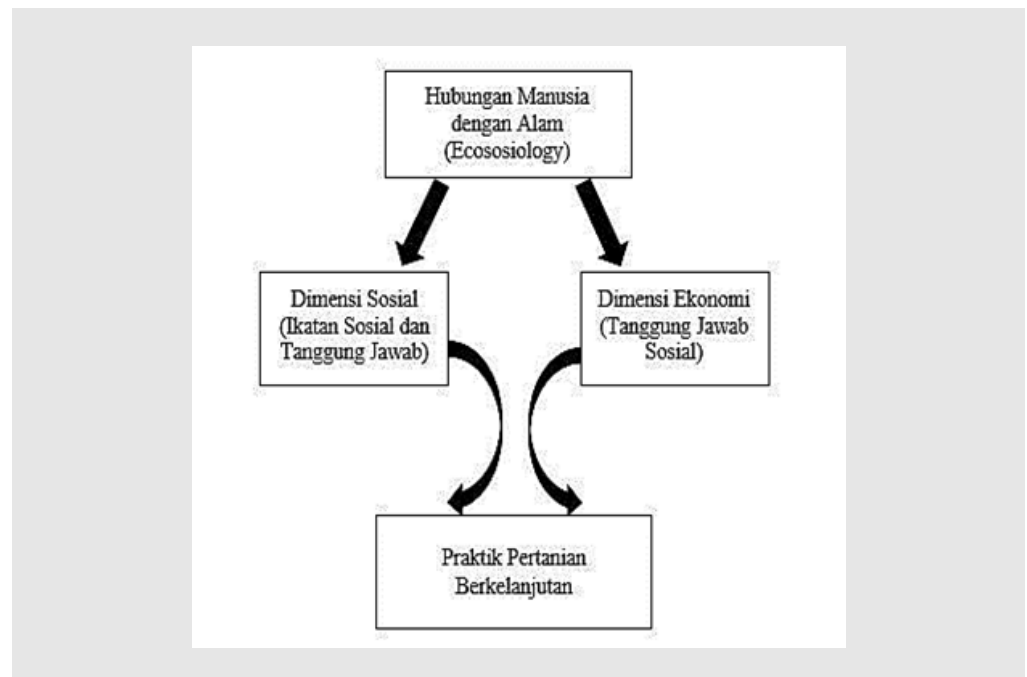 Hubungan Manusia
dengan Alam
(Ecososiology)
Dimensi Sosial
(Ikatan Sosial dan
Tanggung Jawab)
Dimensi Ekonomi
(Tanggung Jawab
Sosial)
Praktik Pertanian
Berkelanjutan